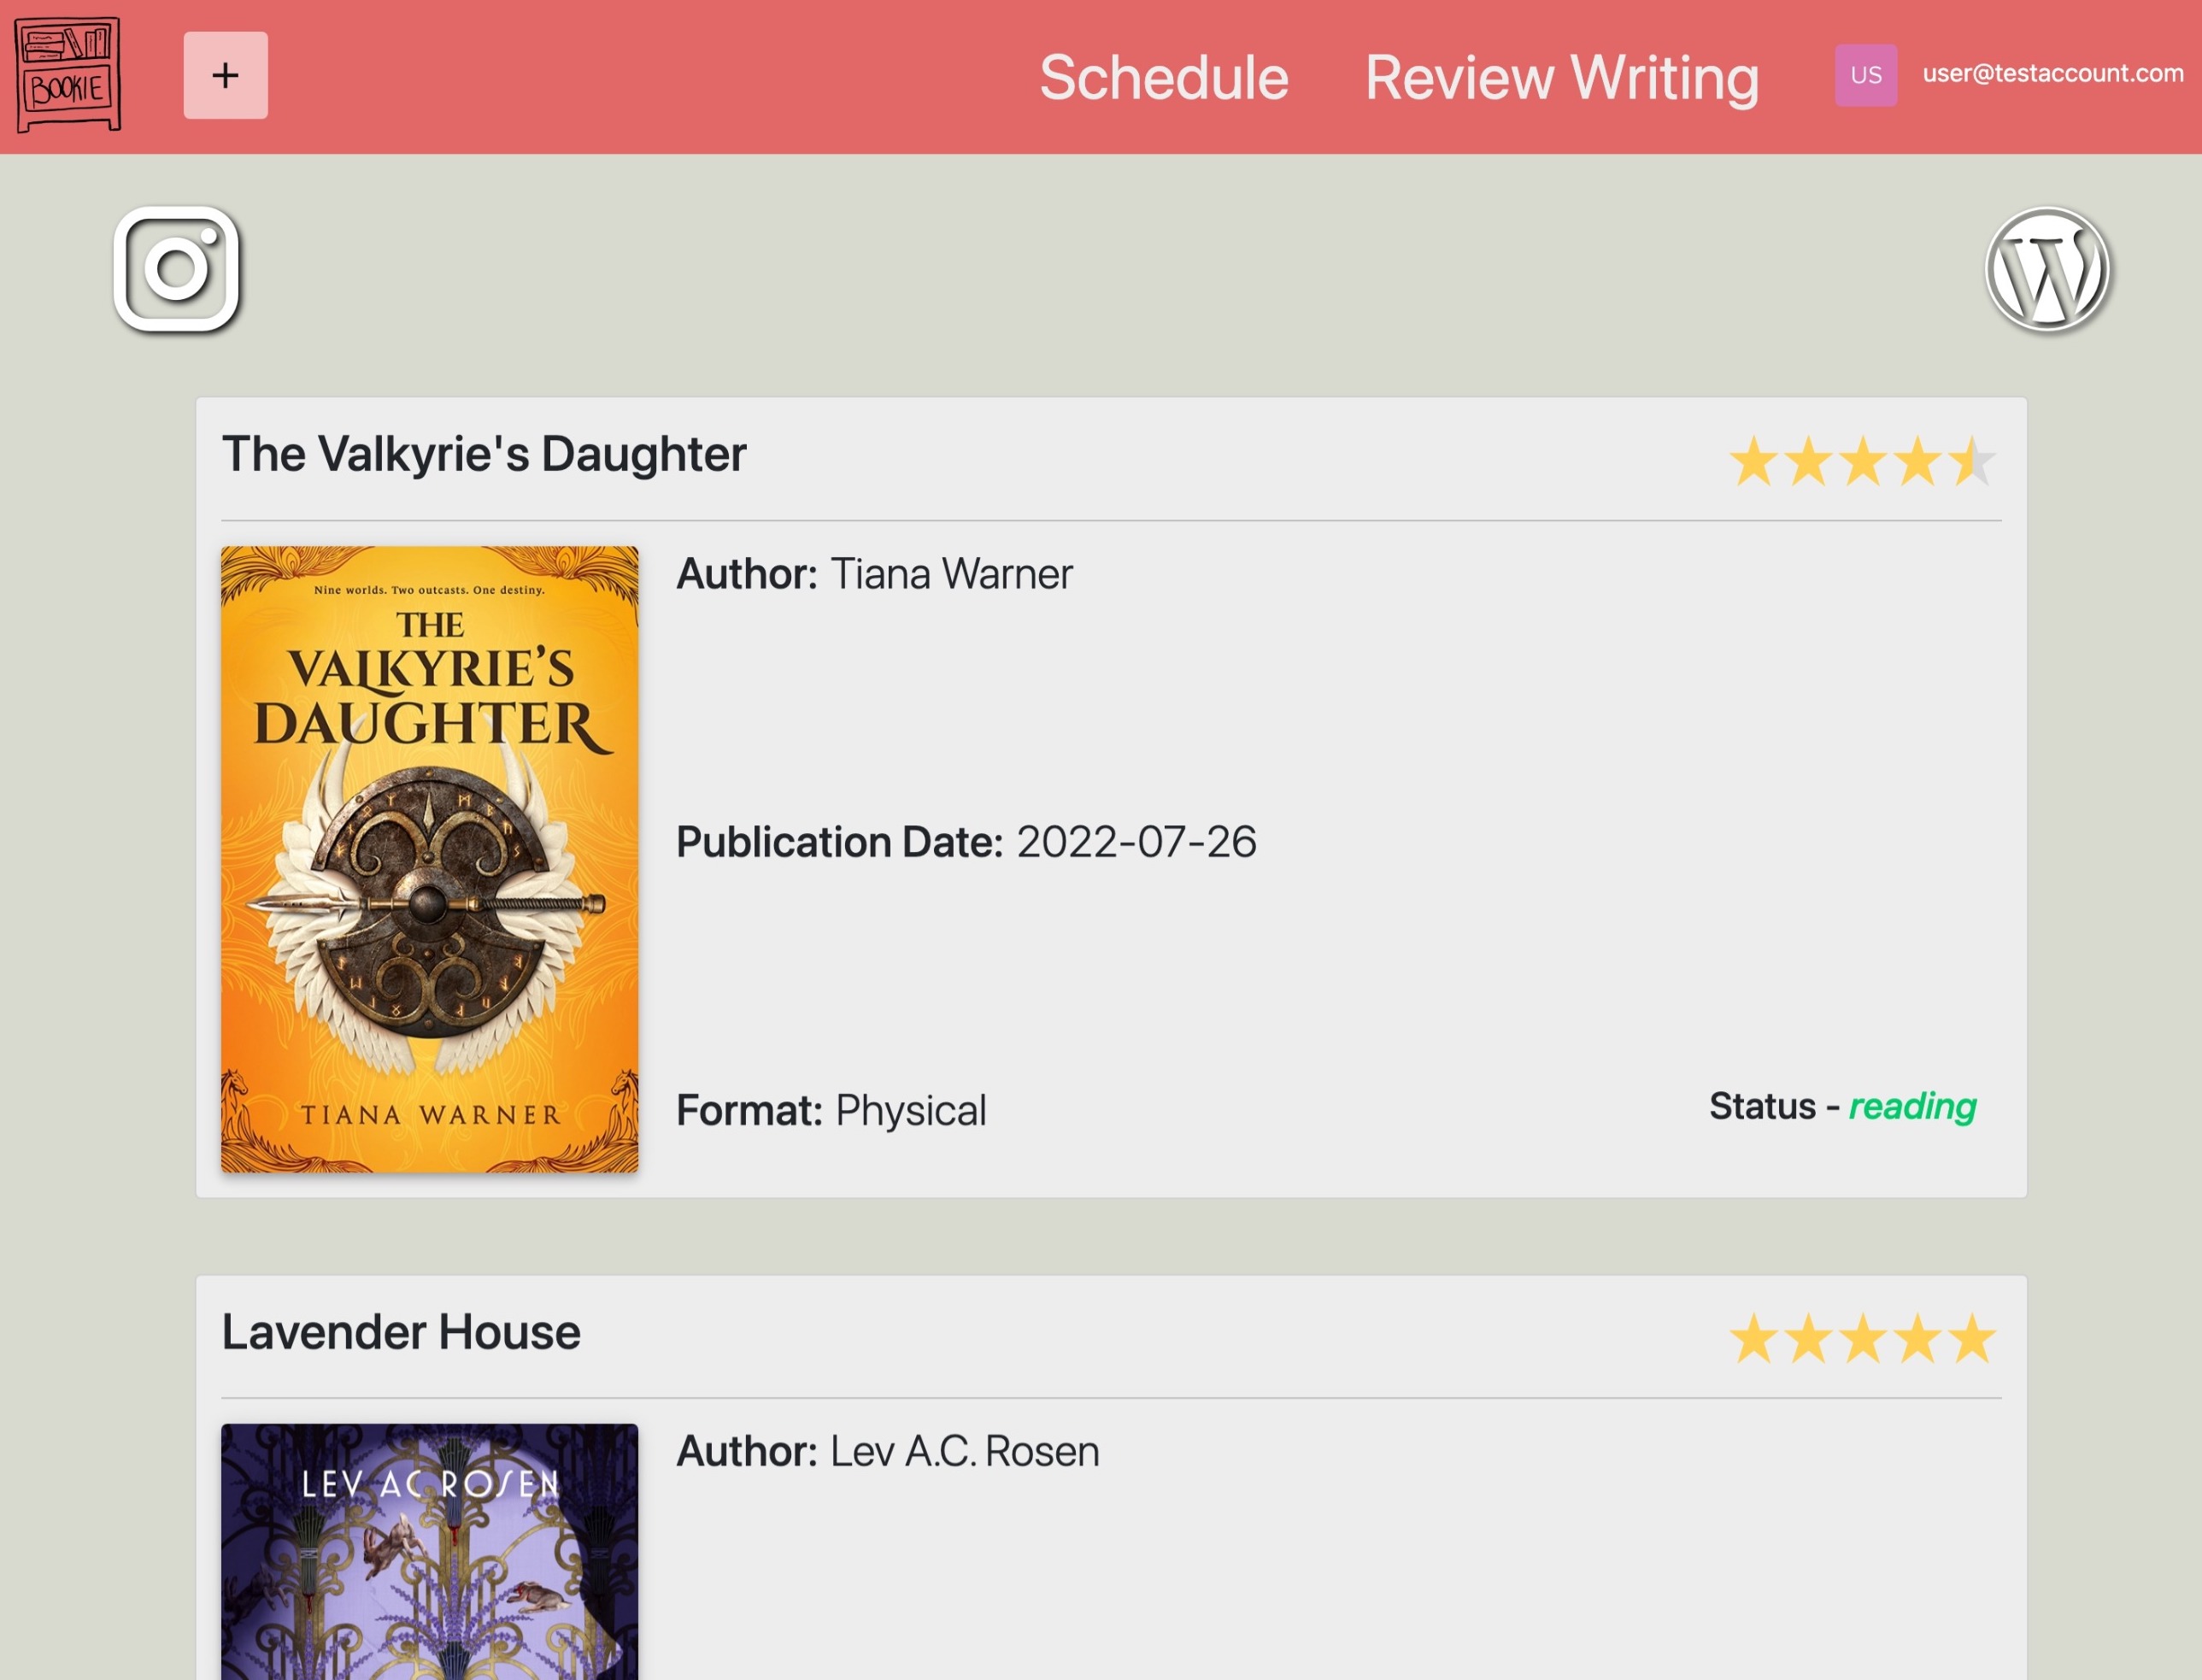 BOOKIE
+
Schedule Review Writing US user@testaccount.com
The Valkyrie's Daughter
Nine worlds. Two outcasts. One destiny.
THE
VALKYRIE'S
DAUGHTER
TIANA WARNER
Author: Tiana Warner
Publication Date: 2022-07-26
Format: Physical
Status - reading
Lavender House
LEV AC ROSEN
Author: Lev A.C. Rosen